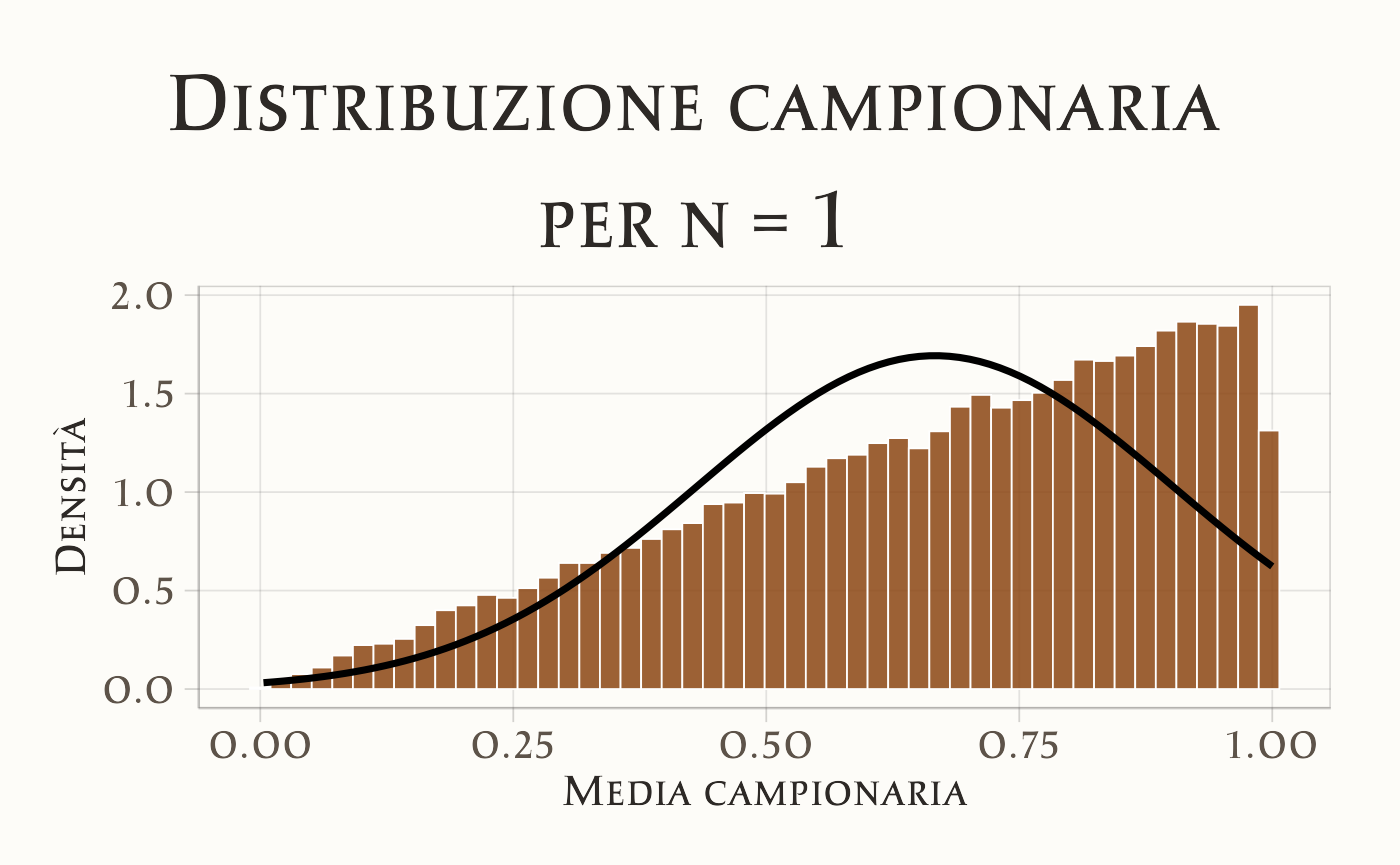 Distribuzione campionaria
per n = 1
2.0
1.5
1.0
0.5
0.0
Densità
0.00 0.25 0.50 0.75 1.00
Media campionaria